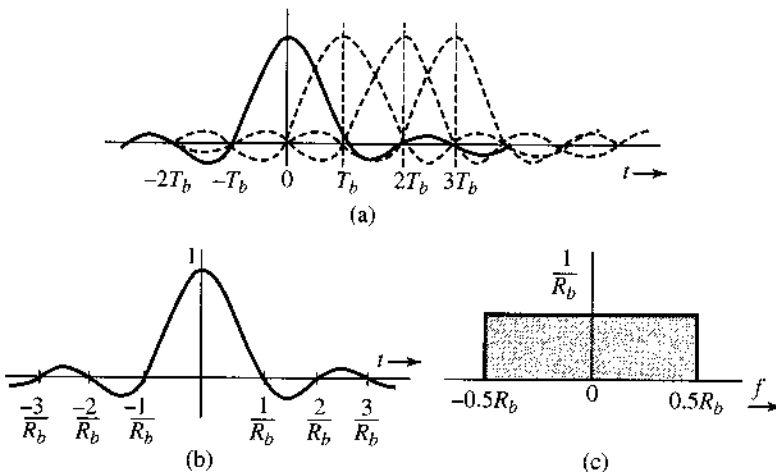 -2T_b -T_b 0 T_b 2T_b 3T_b t →
(a)
1
t →
-3/R_b -2/R_b -1/R_b 1/R_b 2/R_b 3/R_b
(b)
1/R_b
-0.5R_b 0 0.5R_b f →
(c)